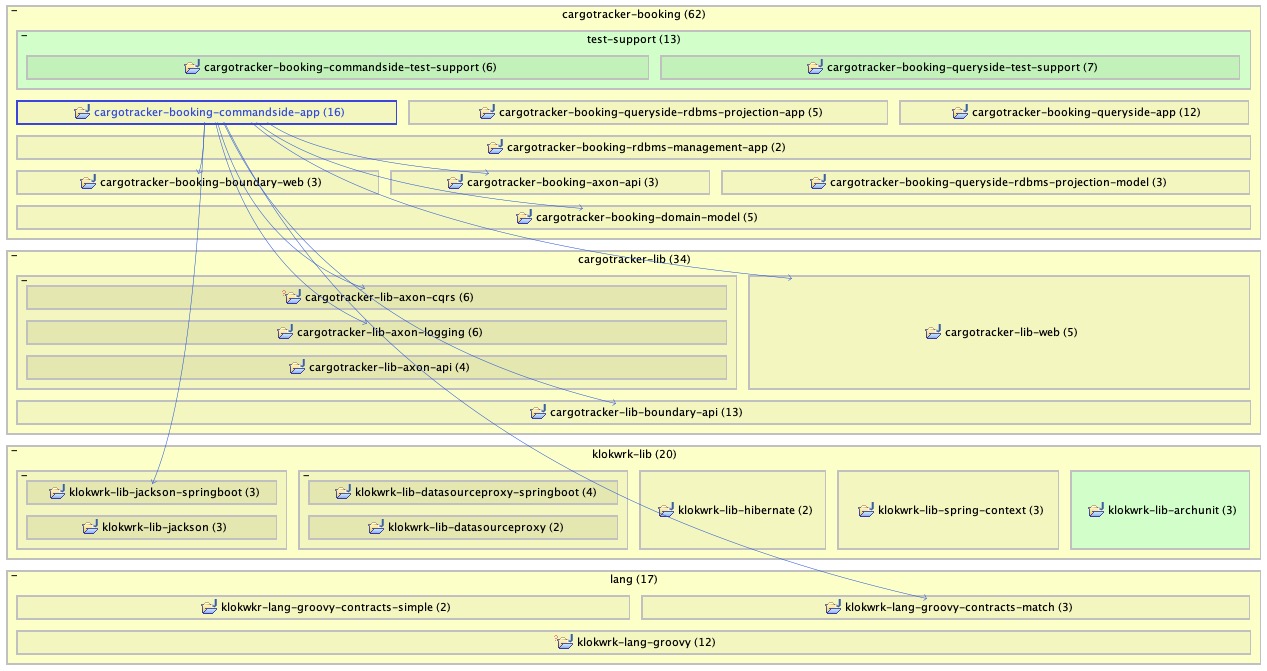 cargotracker-booking (62)
test-support (13)
cargotracker-booking-commandside-test-support (6)
cargotracker-booking-queryside-test-support (7)
cargotracker-booking-commandside-app (16)
cargotracker-booking-queryside-rdbms-projection-app (5)
cargotracker-booking-queryside-app (12)
cargotracker-booking-rdbms-management-app (2)
cargotracker-booking-boundary-web (3)
cargotracker-booking-axon-api (3)
cargotracker-booking-queryside-rdbms-projection-model (3)
cargotracker-booking-domain-model (5)
cargotracker-lib (34)
cargotracker-lib-axon-cqrs (6)
cargotracker-lib-axon-logging (6)
cargotracker-lib-axon-api (4)
cargotracker-lib-web (5)
cargotracker-lib-boundary-api (13)
klokwrk-lib (20)
klokwrk-lib-jackson-springboot (3)
klokwrk-lib-jackson (3)
klokwrk-lib-datasourceproxy-springboot (4)
klokwrk-lib-datasourceproxy (2)
klokwrk-lib-hibernate (2)
klokwrk-lib-spring-context (3)
klokwrk-lib-archunit (3)
lang (17)
klokwkr-lang-groovy-contracts-simple (2)
klokwrk-lang-groovy-contracts-match (3)
klokwrk-lang-groovy (12)